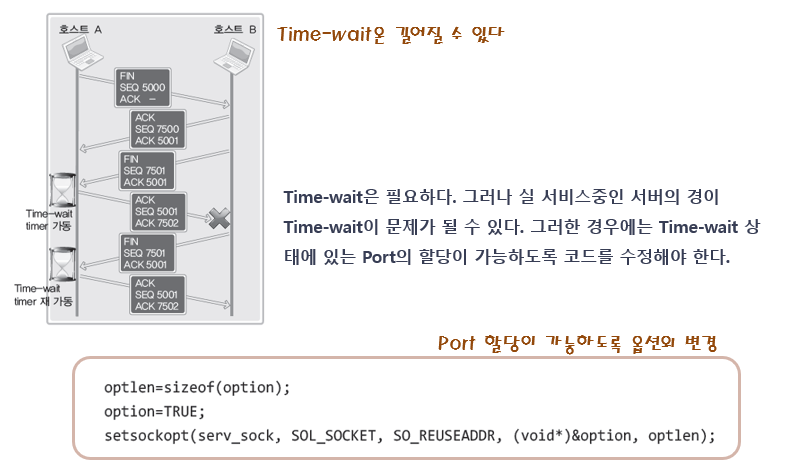 호스트 A
호스트 B
Time-wait은 길어질 수 있다
FIN
SEQ 5000
ACK –
ACK
SEQ 7500
ACK 5001
FIN
SEQ 7501
ACK 5001
Time-wait
timer 가동
ACK
SEQ 5001
ACK 7502
FIN
SEQ 7501
ACK 5001
Time-wait
timer 재 가동
ACK
SEQ 5001
ACK 7502
Time-wait은 필요하다. 그러나 실 서비스중인 서버의 경이
Time-wait이 문제가 될 수 있다. 그러한 경우에는 Time-wait 상
태에 있는 Port의 할당이 가능하도록 코드를 수정해야 한다.
Port 할당이 가능하도록 옵션의 변경
optlen=sizeof(option);
option=TRUE;
setsockopt(serv_sock, SOL_SOCKET, SO_REUSEADDR, (void*)&option, optlen);